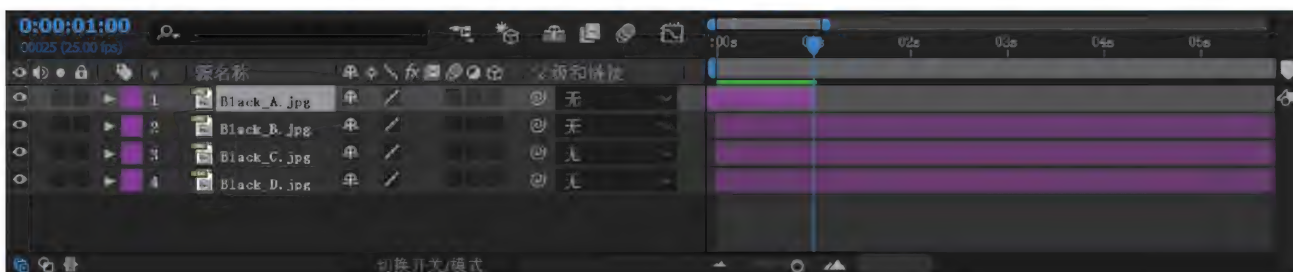 0:00:01:00
00025 (25.00 fps)
:00s 02s 03s 04s 05s
# 源名称 父级和链接
1 Black_A.jpg 无
2 Black_B.jpg 无
3 Black_C.jpg 无
4 Black_D.jpg 无
切换开关/模式